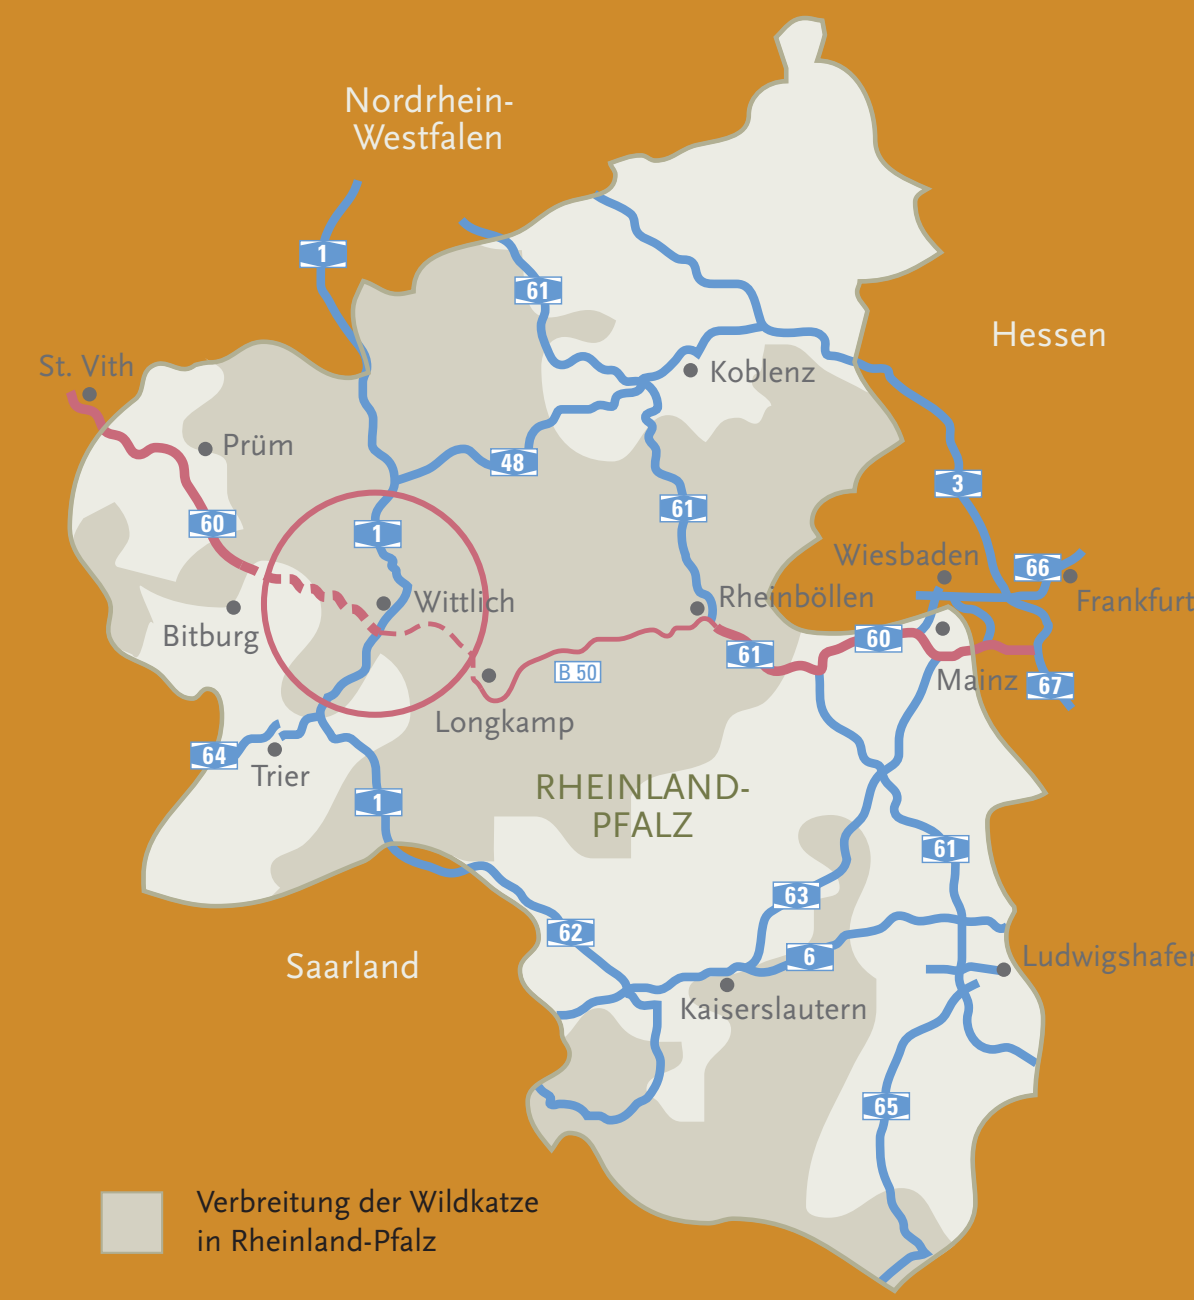 Nordrhein-
Westfalen
1
61
Hessen
St. Vith
Koblenz
Prüm
48
3
61
60
1
Wiesbaden
66
Wittlich
Rheinböllen
Frankfurt
Bitburg
60
61
B 50
Mainz
67
Longkamp
64
Trier
RHEINLAND-
PFALZ
1
61
63
62
6
Saarland
Ludwigshafen
Kaiserslautern
65
Verbreitung der Wildkatze
in Rheinland-Pfalz